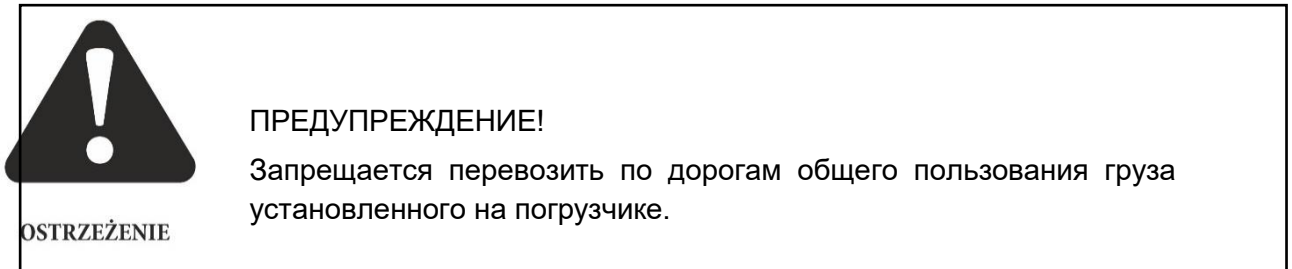 ПРЕДУПРЕЖДЕНИЕ!
Запрещается перевозить по дорогам общего пользования груза
установленного на погрузчике.
OSTRZEŻENIE